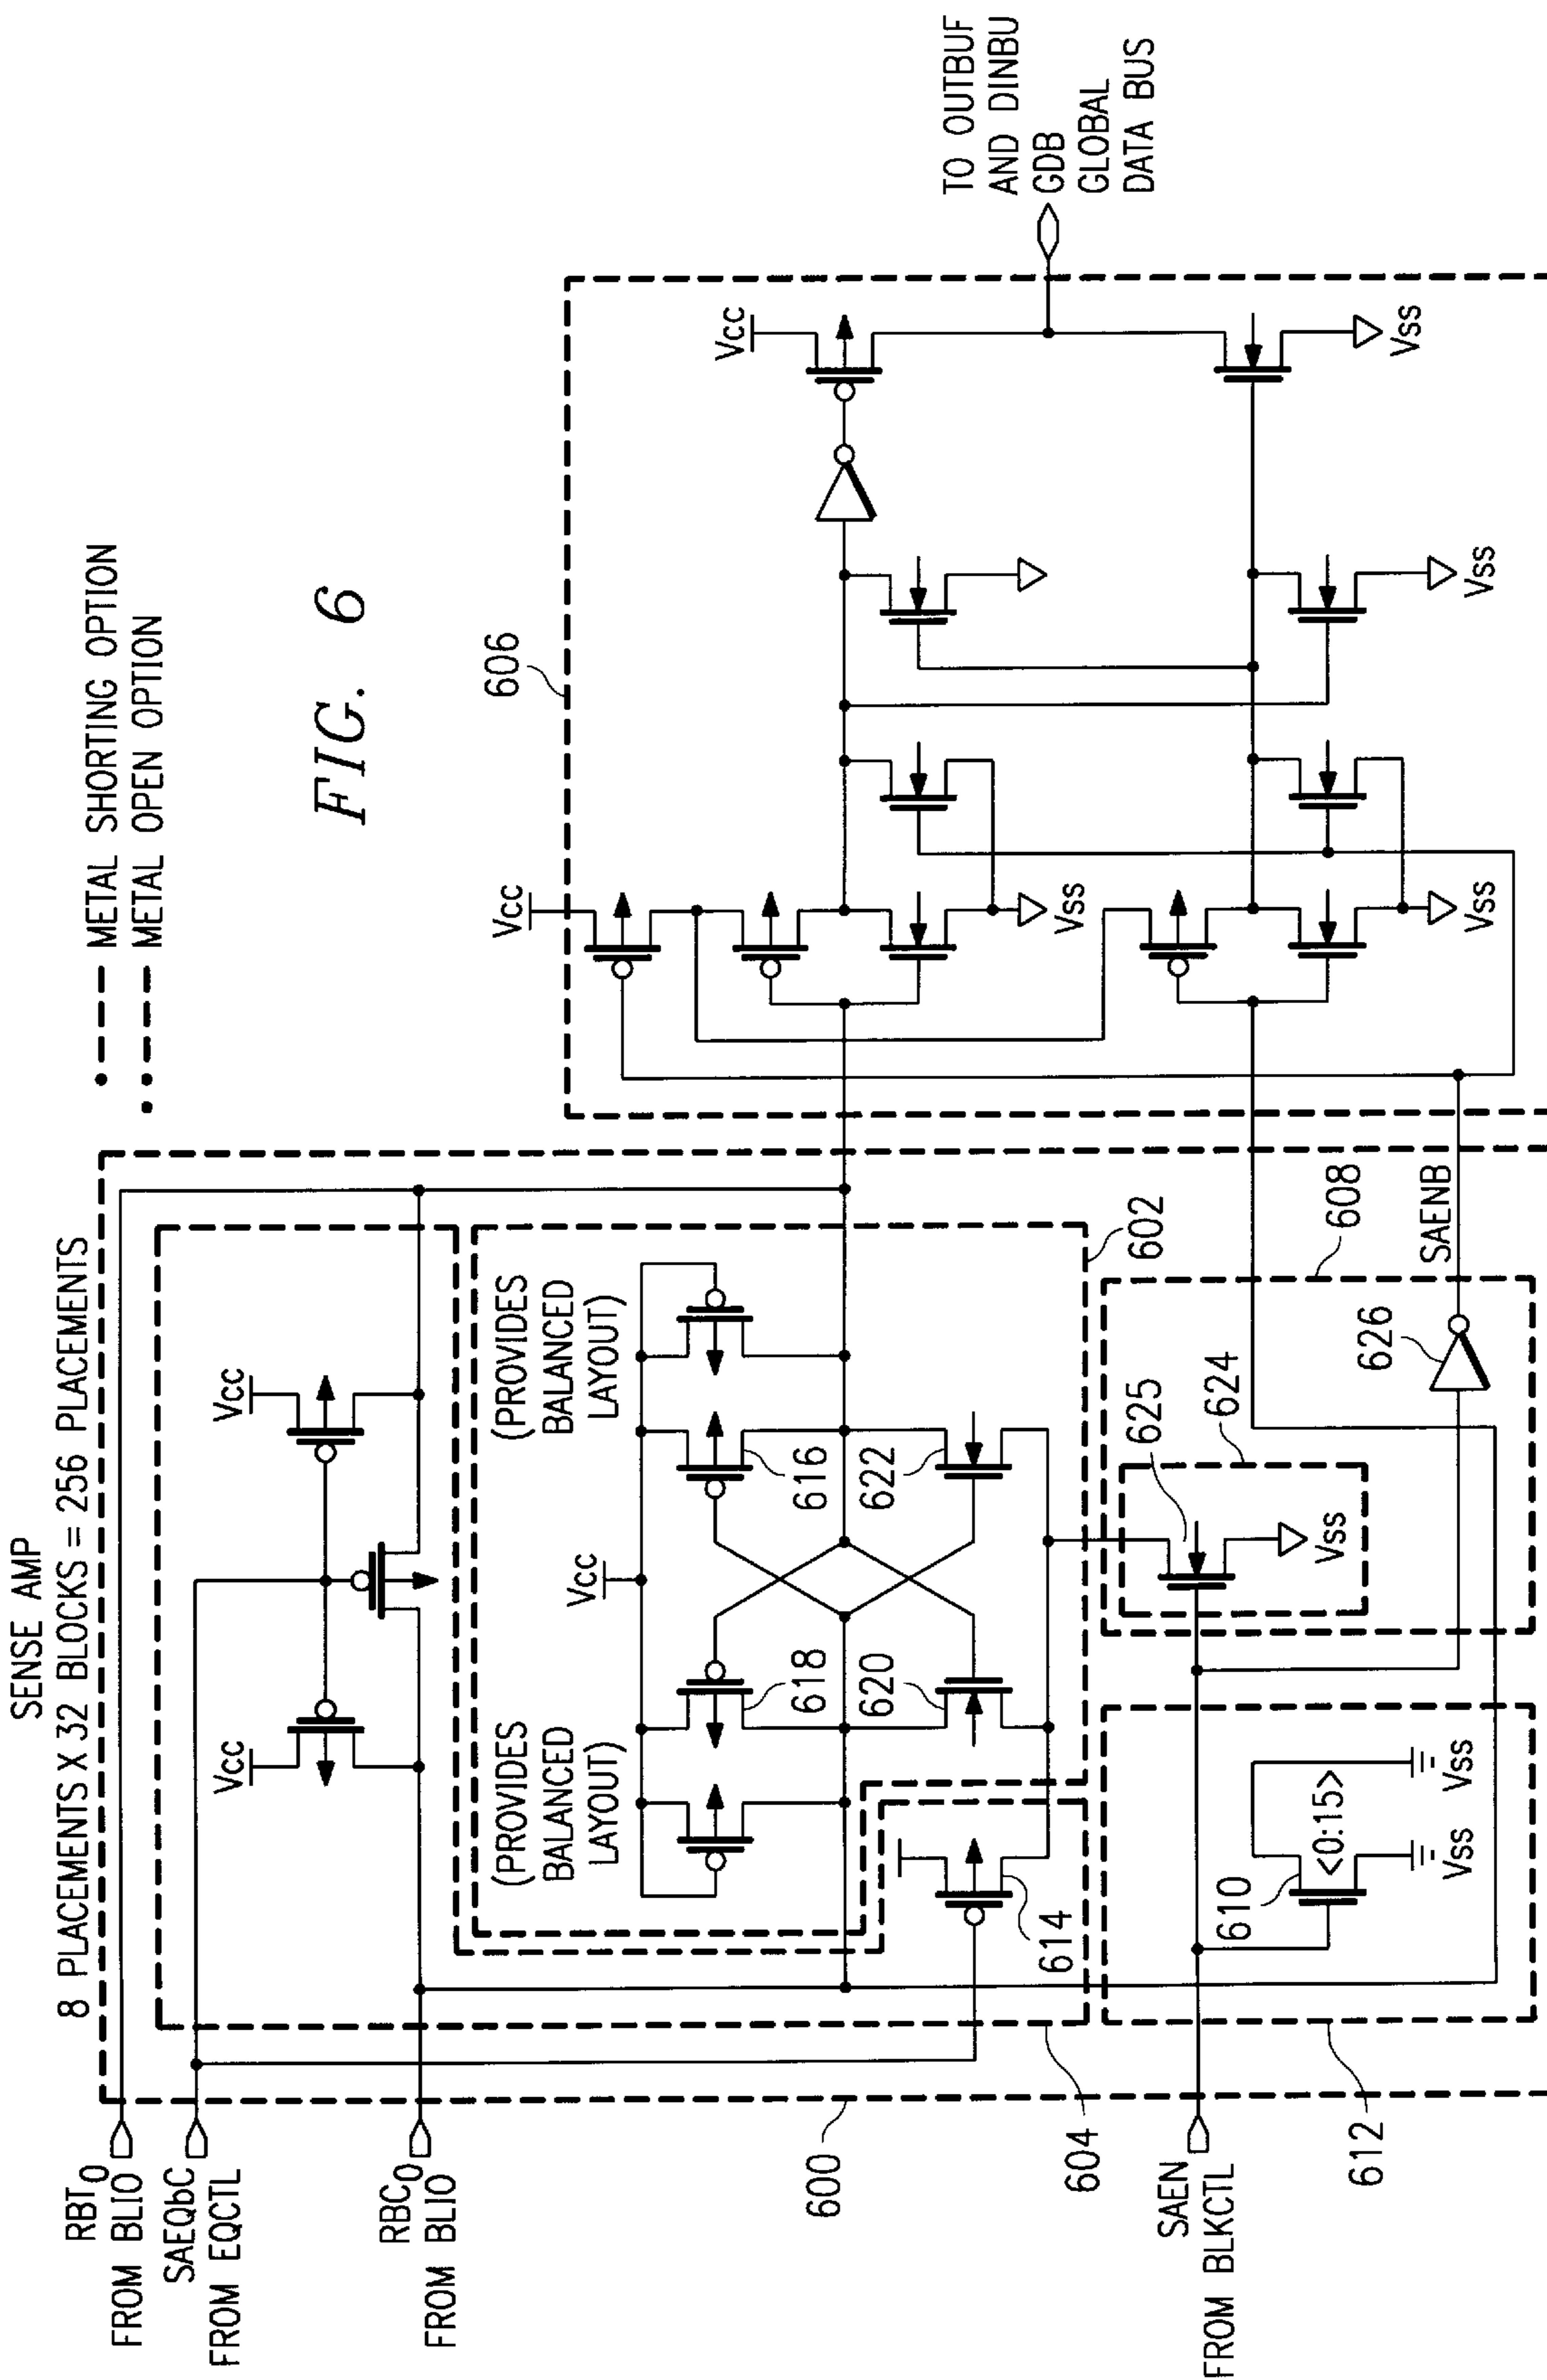 SENSE AMP
8 PLACEMENTS X 32 BLOCKS = 256 PLACEMENTS
METAL SHORTING OPTION
METAL OPEN OPTION
FIG. 6
RBT0
FROM BLIO
SAEQbC
FROM EQCTL
RBC0
FROM BLIO
Vcc
Vcc
(PROVIDES
BALANCED
LAYOUT)
Vcc
(PROVIDES
BALANCED
LAYOUT)
618
616
620
622
614
602
600
604
SAEN
FROM BLKCTL
612
610
<0:15>
Vss
Vss
625
624
Vss
626
SAENB
608
606
Vcc
Vss
Vss
Vss
Vcc
Vss
TO OUTBUF
AND DINBU
GDB
GLOBAL
DATA BUS